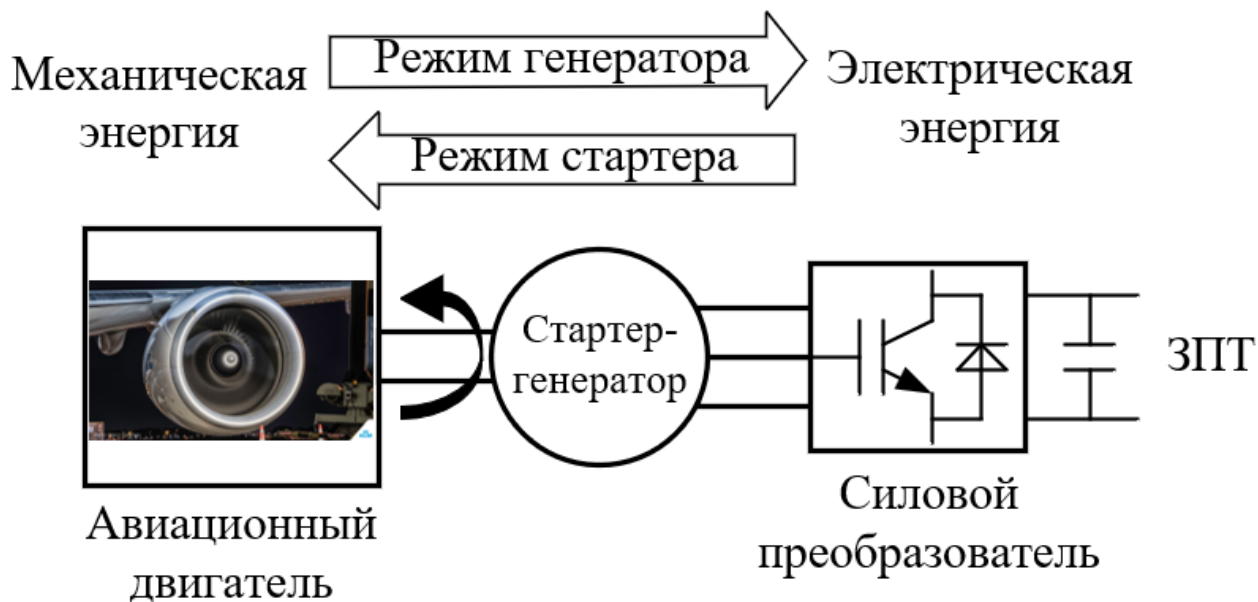 Механическая
энергия
Режим генератора
Электрическая
энергия
Режим стартера
Стартер-
генератор
ЗПТ
Авиационный
двигатель
Силовой
преобразователь